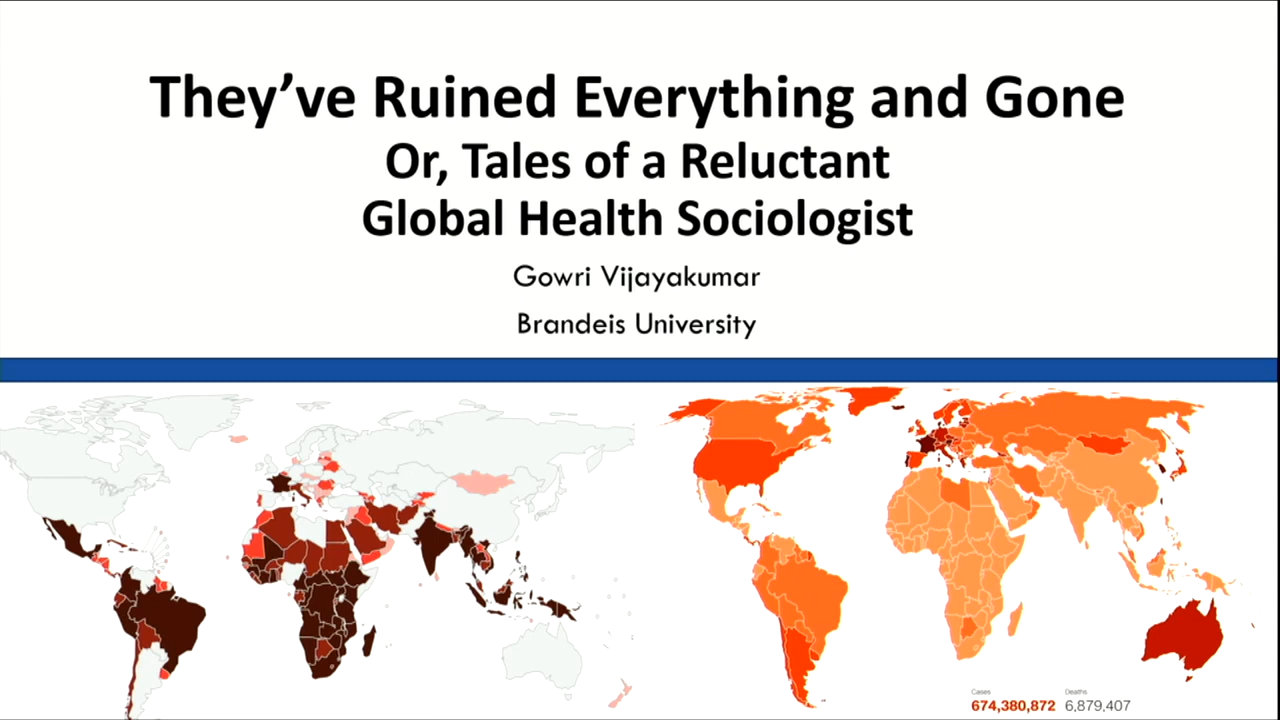 They’ve Ruined Everything and Gone
Or, Tales of a Reluctant
Global Health Sociologist
Gowri Vijayakumar
Brandeis University
Cases Deaths
674,380,872 6,879,407